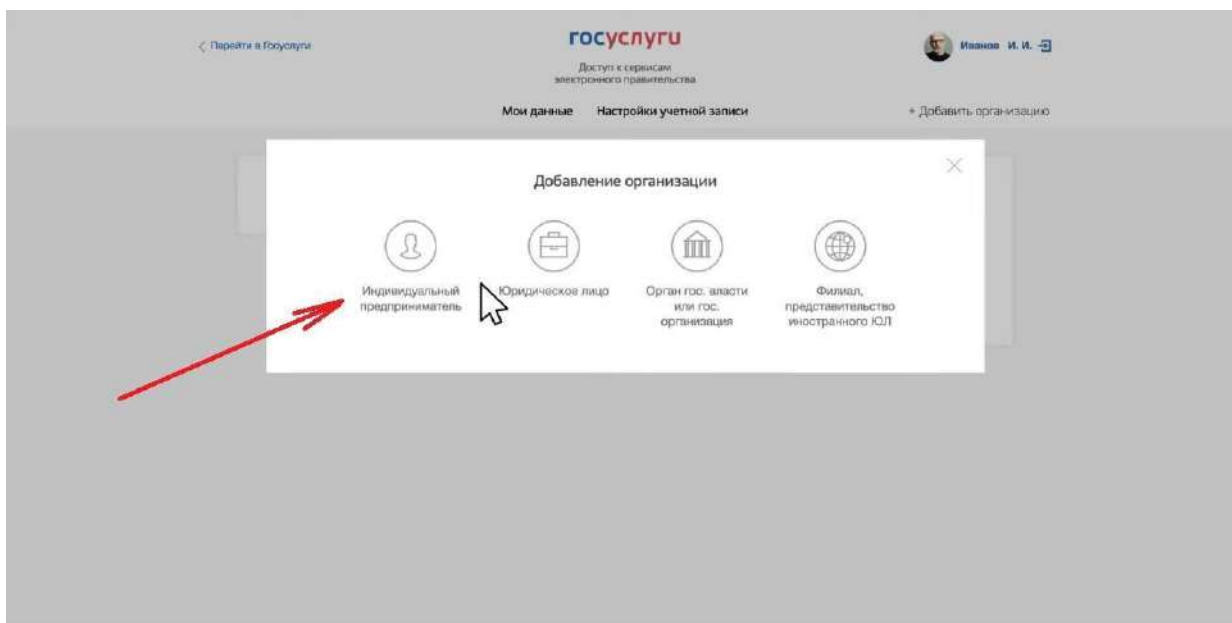 Перейти в Госуслуги
госуслуги
Иванов И. И.
Доступ к сервисам
электронного правительства
Мои данные
Настройки учетной записи
+ Добавить организацию
Добавление организации
Индивидуальный
предприниматель
Юридическое лицо
Орган гос. власти
или гос.
организация
Филиал,
представительство
иностранного ЮЛ